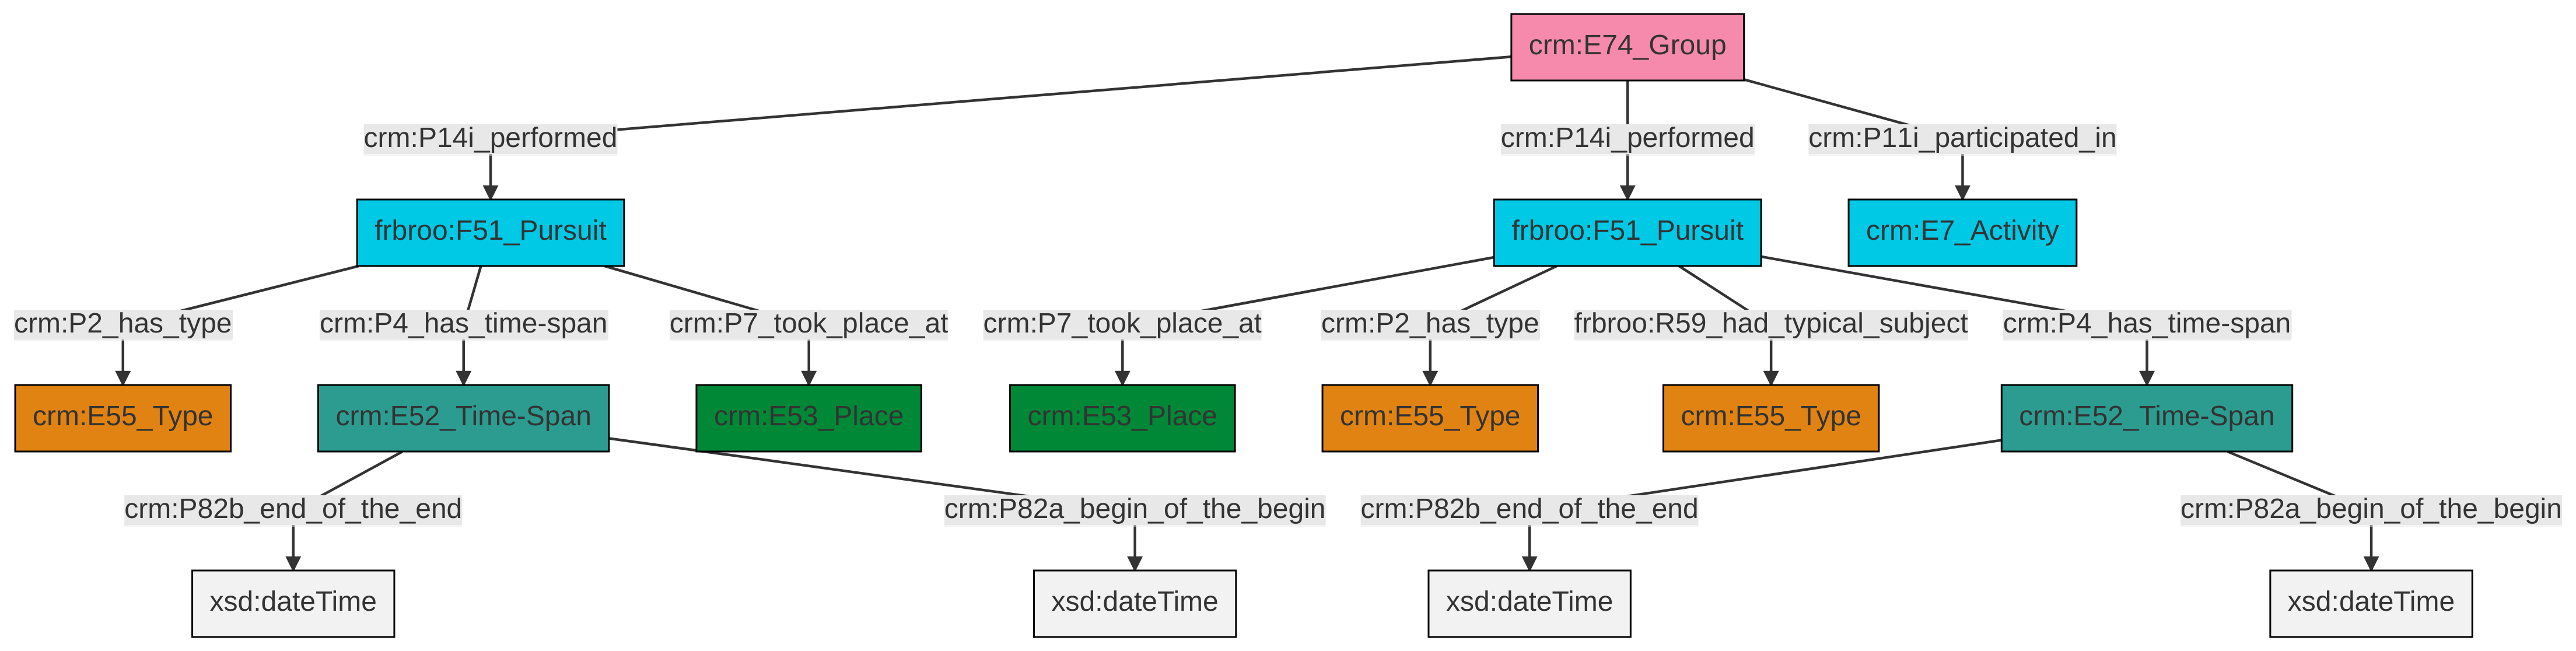 crm:E74_Group
crm:P14i_performed
crm:P14i_performed
crm:P11i_participated_in
frbroo:F51_Pursuit
frbroo:F51_Pursuit
crm:E7_Activity
crm:P2_has_type
crm:P4_has_time-span
crm:P7_took_place_at
crm:P7_took_place_at
crm:P2_has_type
frbroo:R59_had_typical_subject
crm:P4_has_time-span
crm:E55_Type
crm:E52_Time-Span
crm:E53_Place
crm:E53_Place
crm:E55_Type
crm:E55_Type
crm:E52_Time-Span
crm:P82b_end_of_the_end
crm:P82a_begin_of_the_begin
crm:P82b_end_of_the_end
crm:P82a_begin_of_the_begin
xsd:dateTime
xsd:dateTime
xsd:dateTime
xsd:dateTime